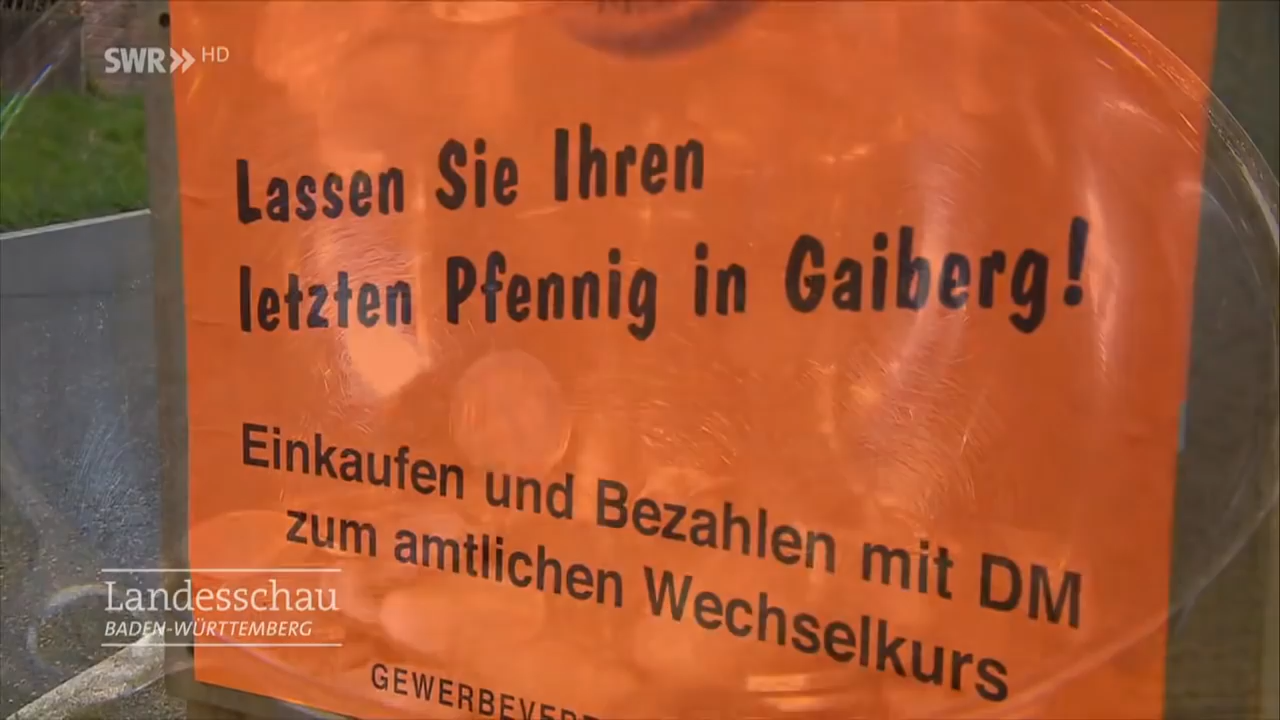 SWR» HD
Lassen Sie Ihren
letzten Pfennig in Gaiberg!
Einkaufen und Bezahlen mit DM
zum amtlichen Wechselkurs
Landesschau
BADEN-WÜRTTEMBERG